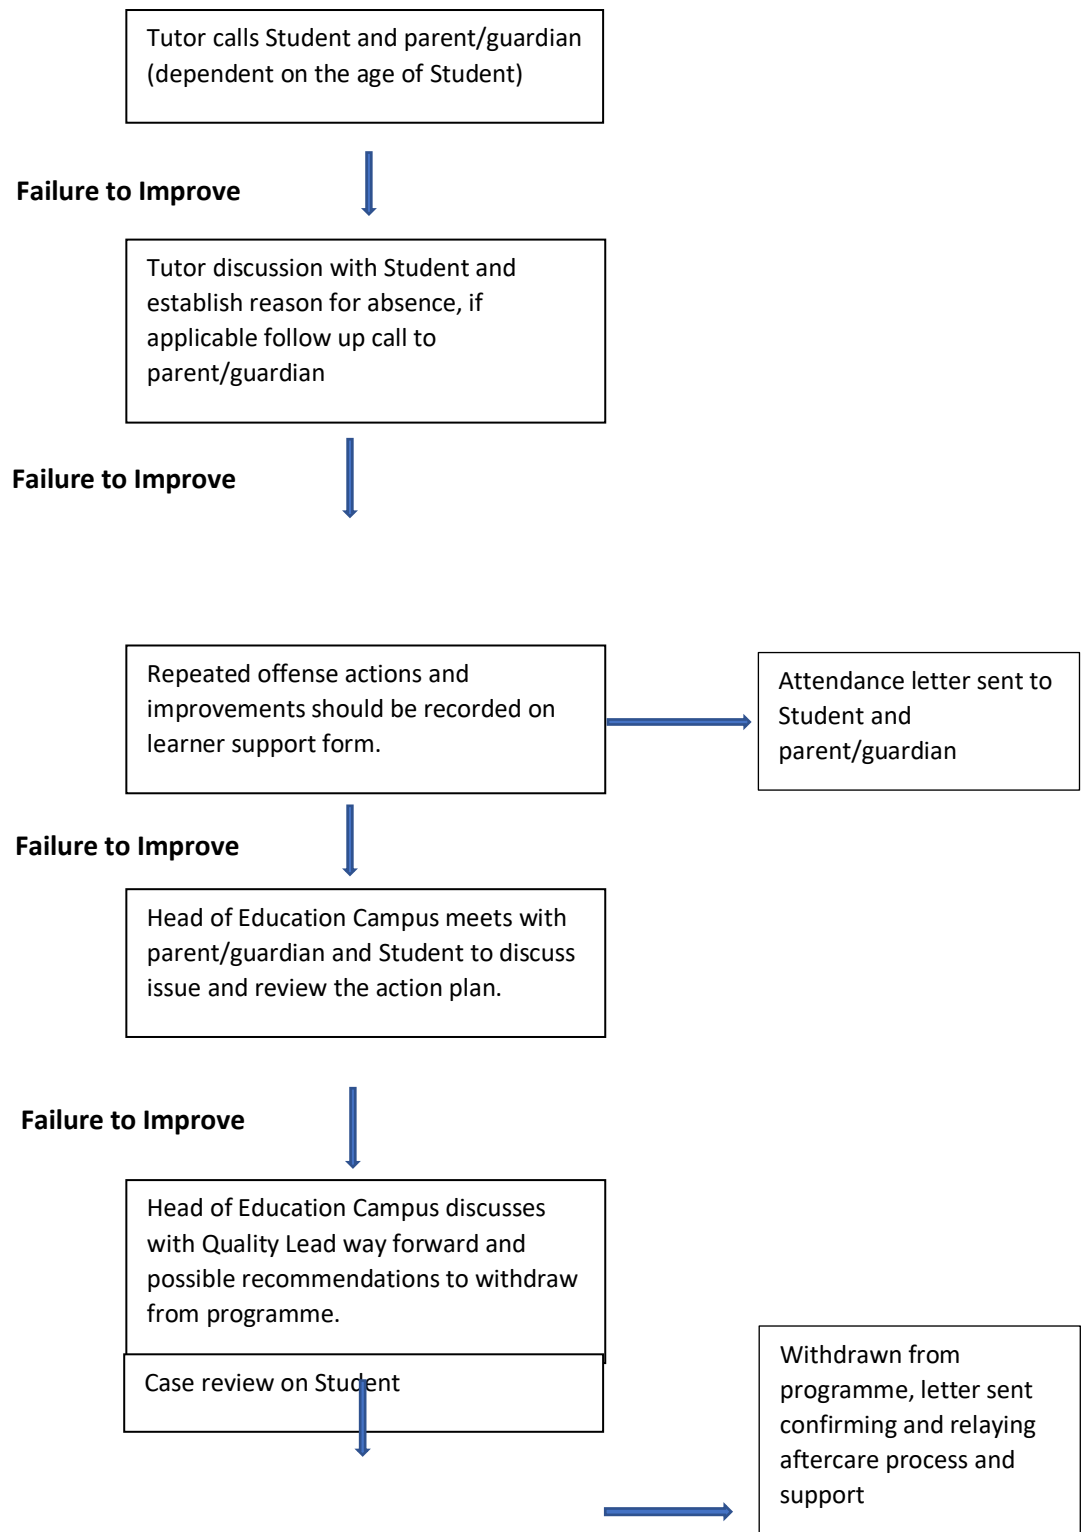 Tutor calls Student and parent/guardian
(dependent on the age of Student)
Failure to Improve
Tutor discussion with Student and
establish reason for absence, if
applicable follow up call to
parent/guardian
Failure to Improve
Repeated offense actions and
improvements should be recorded on
learner support form.
Attendance letter sent to
Student and
parent/guardian
Failure to Improve
Head of Education Campus meets with
parent/guardian and Student to discuss
issue and review the action plan.
Failure to Improve
Head of Education Campus discusses
with Quality Lead way forward and
possible recommendations to withdraw
from programme.
Case review on Student
Withdrawn from
programme, letter sent
confirming and relaying
aftercare process and
support